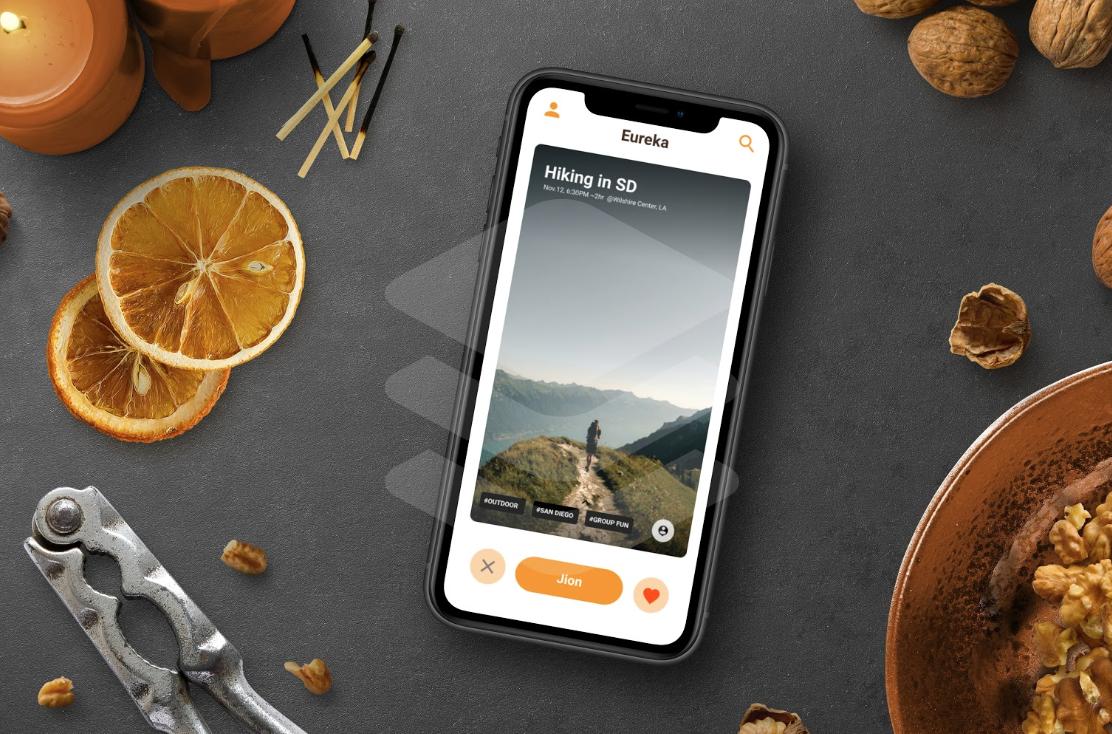 Eureka
Hiking in SD
Nov.12, 6:30PM ~2hr @Wilshire Center, LA
#OUTDOOR #SAN DIEGO #GROUP FUN
Jion